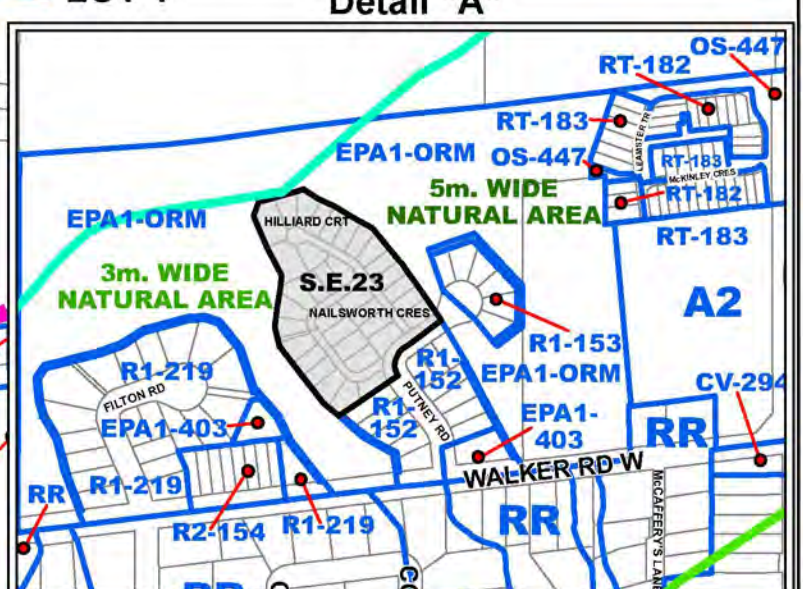 Detail "A"
OS-447
RT-182
RT-183
LEAMSTER TR
EPA1-ORM
OS-447
RT-183
McKINLEY CRES
5m. WIDE
NATURAL AREA
RT-182
EPA1-ORM
HILLIARD CRT
RT-183
3m. WIDE
NATURAL AREA
S.E.23
NAILSWORTH CRES
A2
R1-153
R1-219
R1-
152
EPA1-ORM
CV-294
FILTON RD
PUTNEY RD
R1-
152
EPA1-
403
EPA1-403
RR
WALKER RD W
R1-219
RR
McCAFFERY'S LANE
R2-154
R1-219
RR
RR